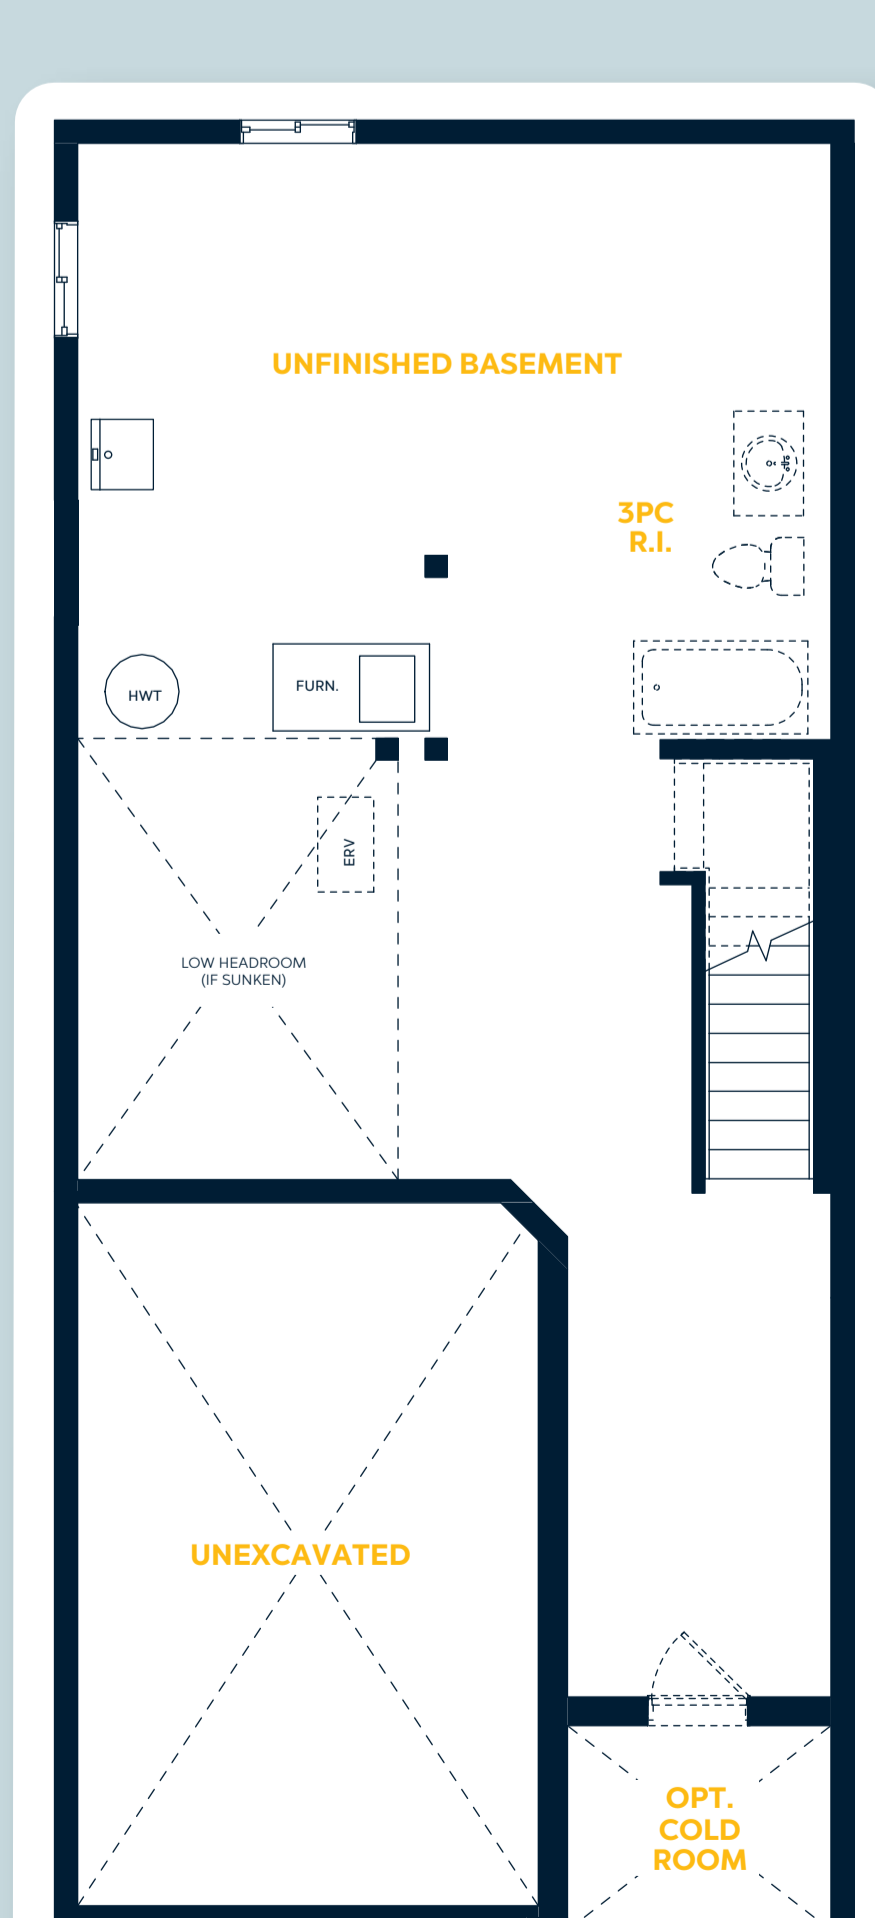 UNFINISHED BASEMENT
3PC
R.I.
HWT
FURN.
ERV
LOW HEADROOM
(IF SUNKEN)
UNEXCAVATED
OPT.
COLD
ROOM